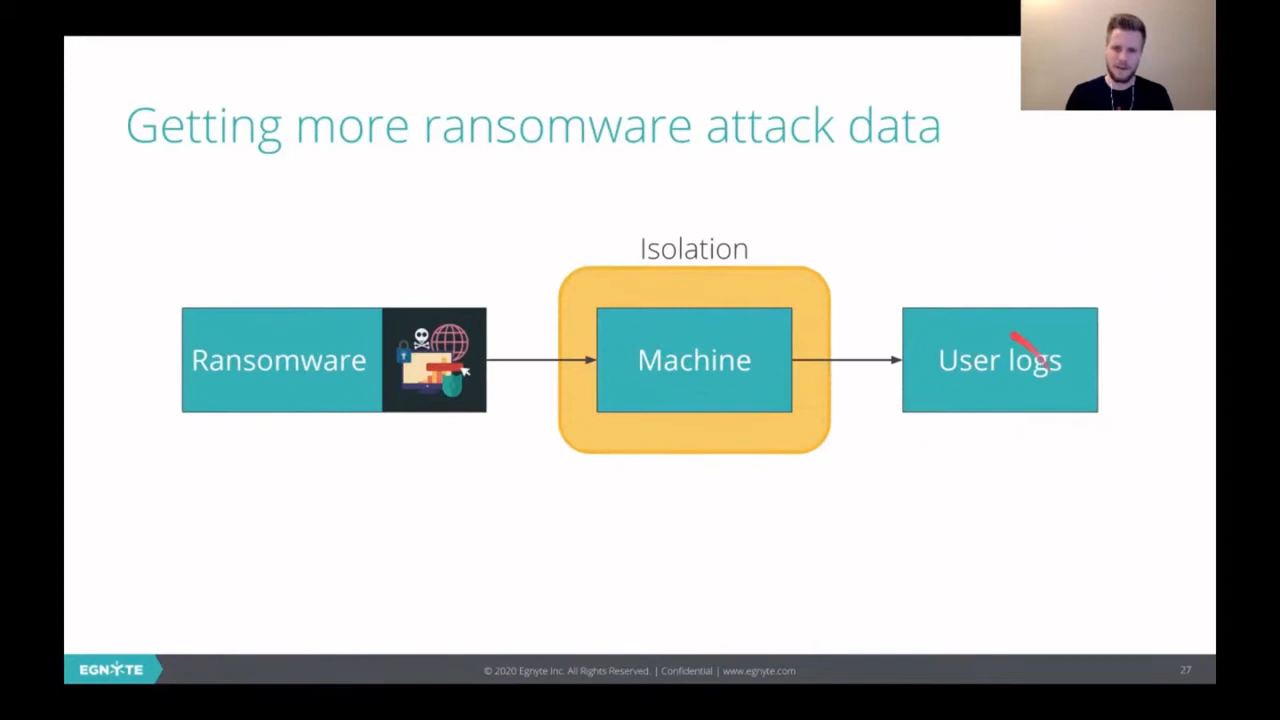 Getting more ransomware attack data
Isolation
Ransomware
Machine
User logs
EGNYTE
© 2020 Egnyte Inc. All Rights Reserved. | Confidential | www.egnyte.com
27